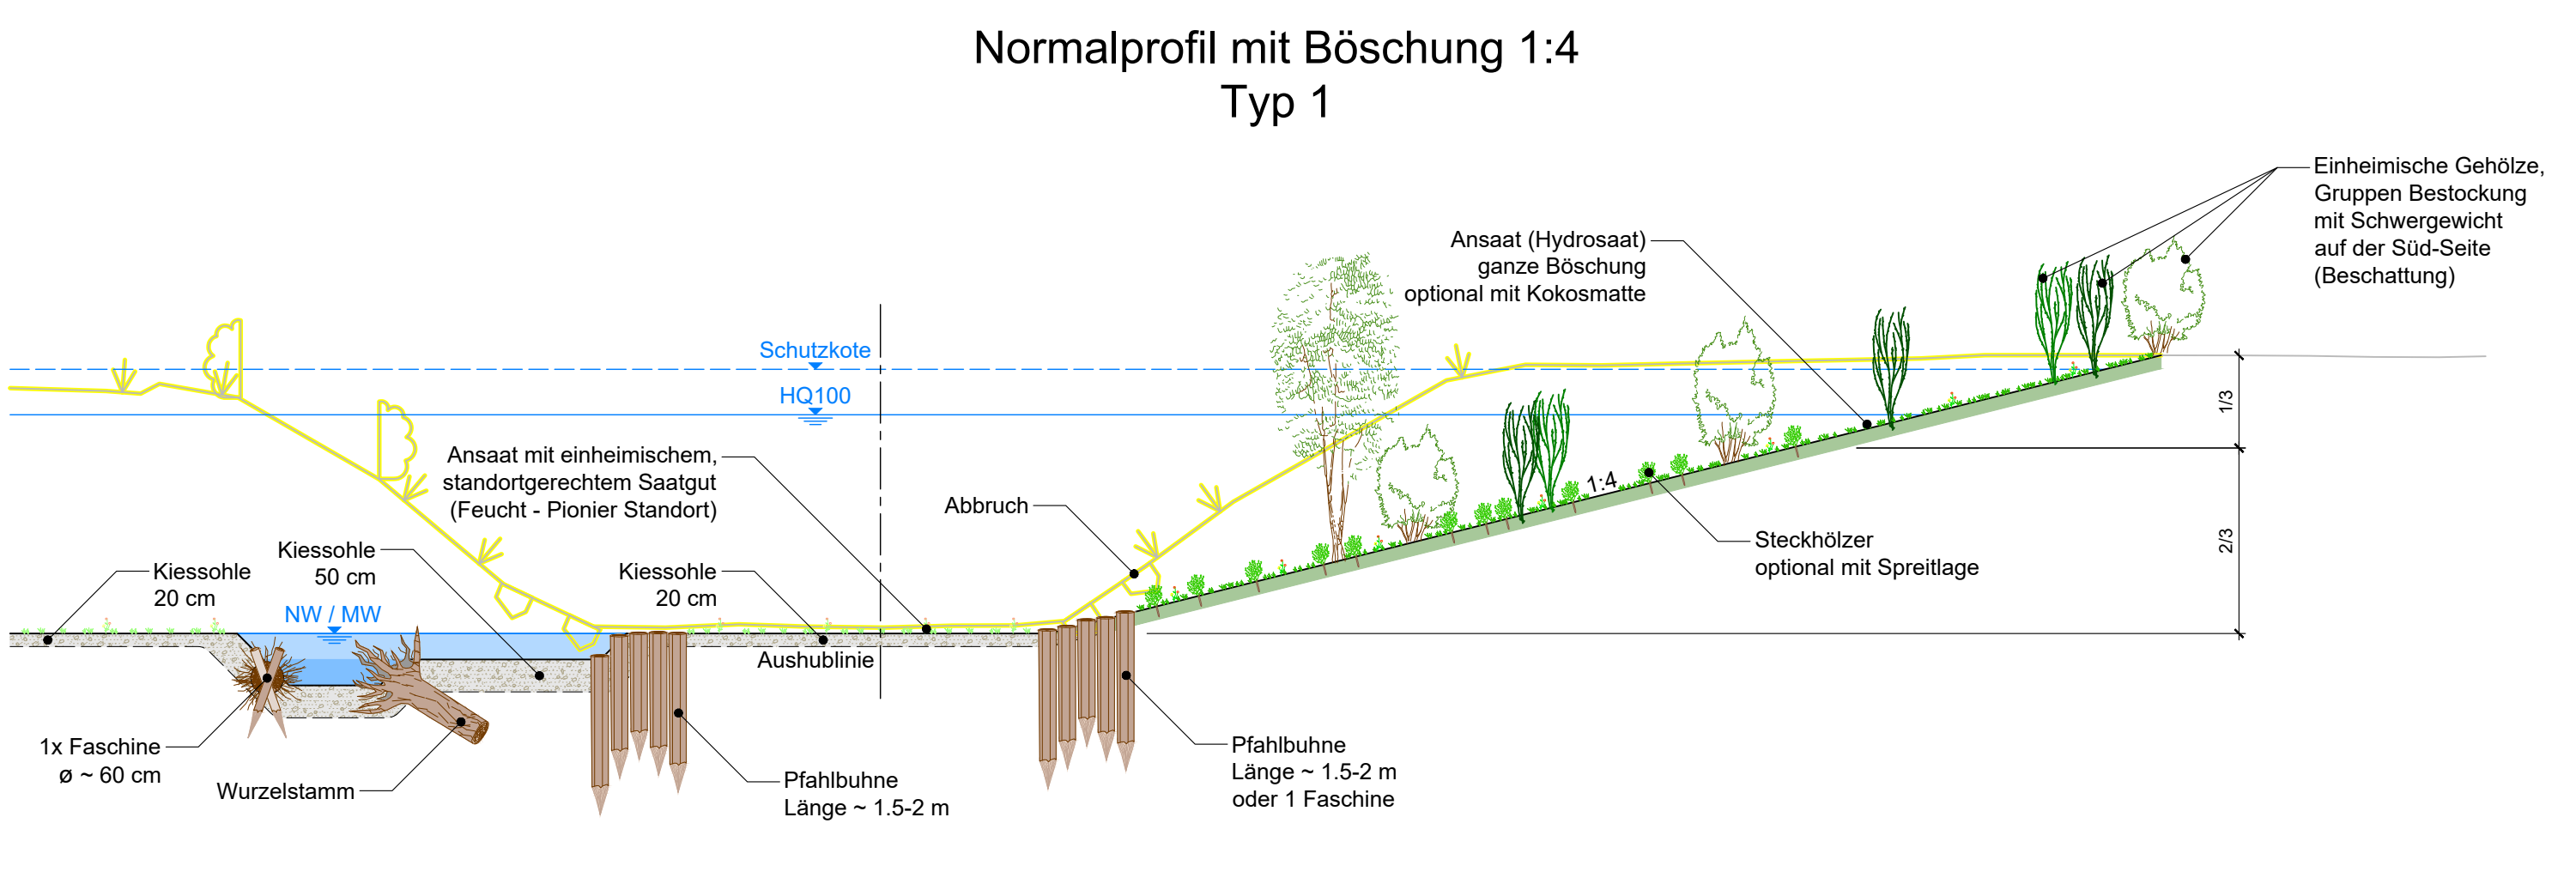 Normalprofil mit Böschung 1:4
Typ 1
Einheimische Gehölze,
Gruppen Bestockung
mit Schwergewicht
auf der Süd-Seite
(Beschattung)
Ansaat (Hydrosaat)
ganze Böschung
optional mit Kokosmatte
Schutzkote
HQ100
1/3
Ansaat mit einheimischem,
standortgerechtem Saatgut
(Feucht - Pionier Standort)
1:4
Abbruch
Steckhölzer
optional mit Spreitlage
2/3
Kiessohle
50 cm
Kiessohle
20 cm
Kiessohle
20 cm
NW / MW
Aushublinie
1x Faschine
ø ~ 60 cm
Wurzelstamm
Pfahlbuhne
Länge ~ 1.5-2 m
Pfahlbuhne
Länge ~ 1.5-2 m
oder 1 Faschine